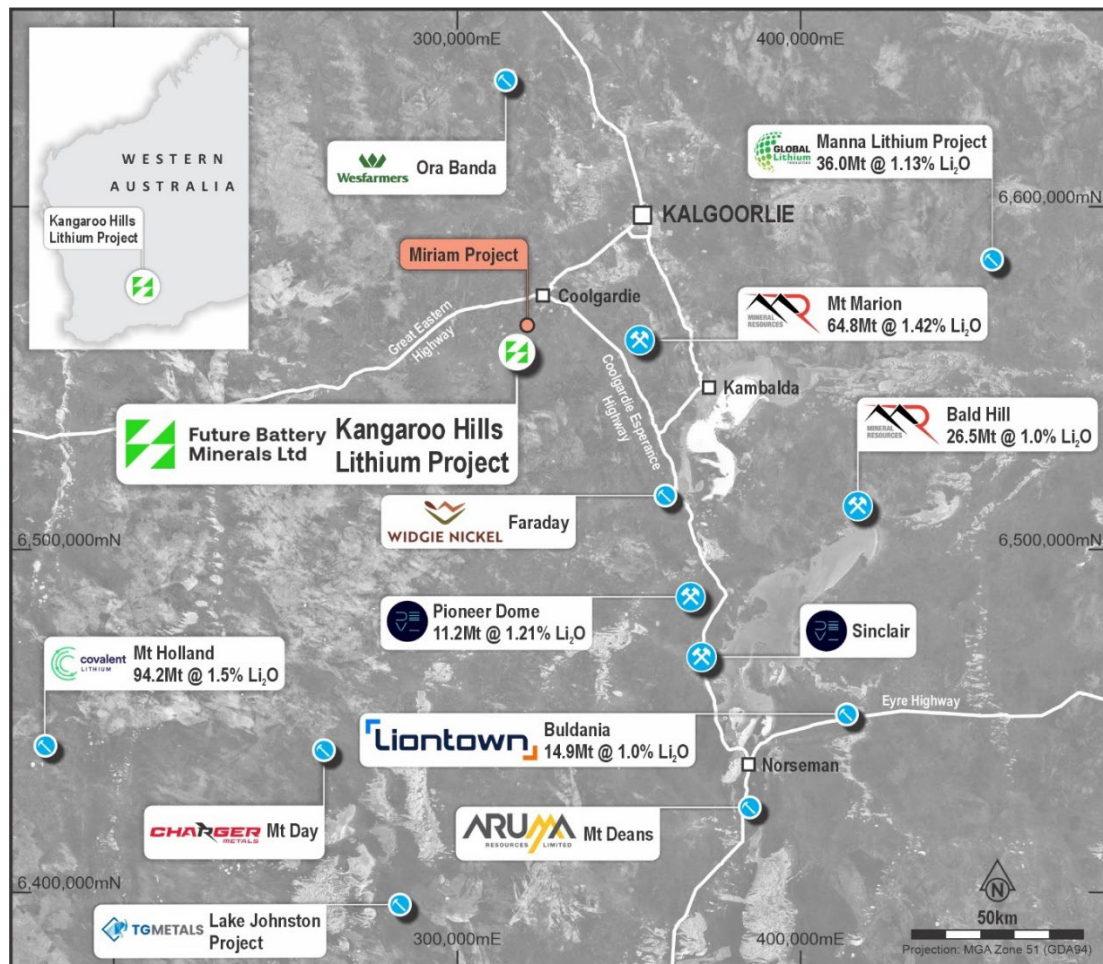 300,000mE
400,000mE
WESTERN
AUSTRALIA
Kangaroo Hills
Lithium Project
Wesfarmers
Ora Banda
GLOBAL
Lithium
Manna Lithium Project
36.0Mt @ 1.13% Li₂O
6,600,000mN
KALGOORLIE
Miriam Project
Coolgardie
Great Eastern
Highway
MINERAL
RESOURCES
Mt Marion
64.8Mt @ 1.42% Li₂O
Kambalda
Coolgardie Esperance
Highway
Future Battery
Minerals Ltd
Kangaroo Hills
Lithium Project
MINERAL
RESOURCES
Bald Hill
26.5Mt @ 1.0% Li₂O
WIDGIE NICKEL
Faraday
6,500,000mN
6,500,000mN
Pioneer Dome
11.2Mt @ 1.21% Li₂O
Sinclair
covalent
LITHIUM
Mt Holland
94.2Mt @ 1.5% Li₂O
Eyre Highway
Liontown
Buldania
14.9Mt @ 1.0% Li₂O
Norseman
CHARGER
METALS
Mt Day
ARUMA
RESOURCES LIMITED
Mt Deans
6,400,000mN
TGMETALS
Lake Johnston
Project
300,000mE
400,000mE
N
50km
Projection: MGA Zone 51 (GDA94)